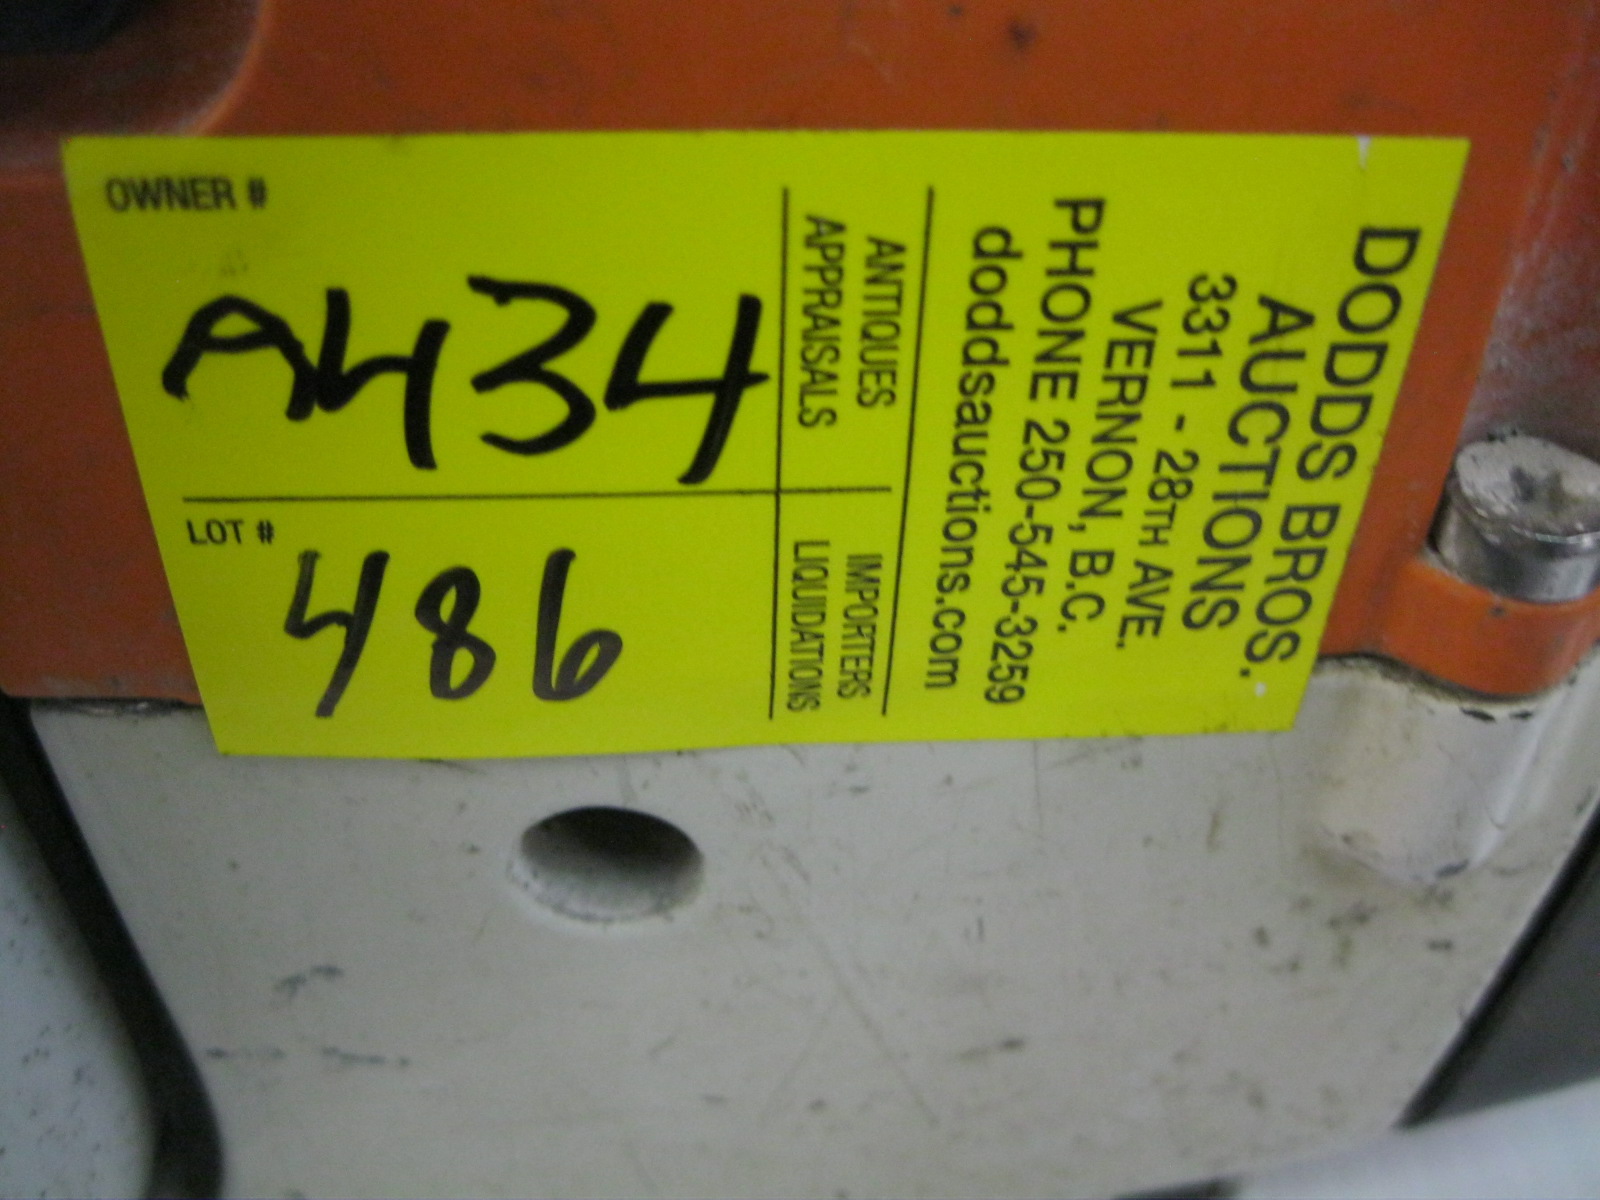 OWNER #
A434
LOT #
486
ANTIQUES
APPRAISALS
IMPORTERS
LIQUIDATIONS
DODDS BROS.
AUCTIONS
3311 - 28TH AVE.
VERNON, B.C.
PHONE 250-545-3259
doddsauctions.com